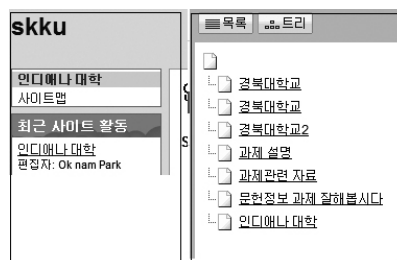 skku
인디애나 대학
사이트맵
최근 사이트 활동
인디애나 대학
편집자: Ok nam Park
목록 트리
경북대학교
경북대학교
경북대학교2
과제 설명
과제관련 자료
문헌정보 과제 잘해봅시다
인디애나 대학